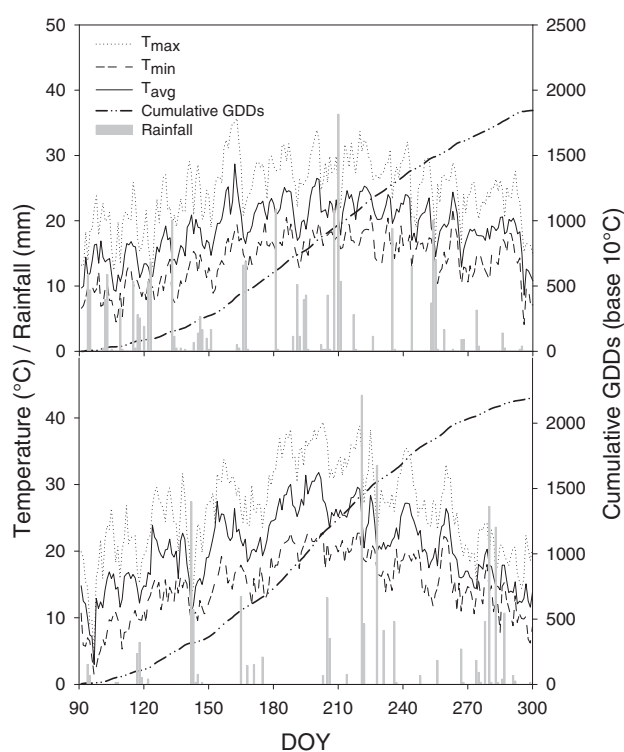 50
40
30
20
10
0
2500
2000
1500
1000
500
0
Tmax
Tmin
Tavg
Cumulative GDDs
Rainfall
40
30
20
10
0
2000
1500
1000
500
0
90 120 150 180 210 240 270 300
DOY
Temperature (°C) / Rainfall (mm)
Cumulative GDDs (base 10°C)